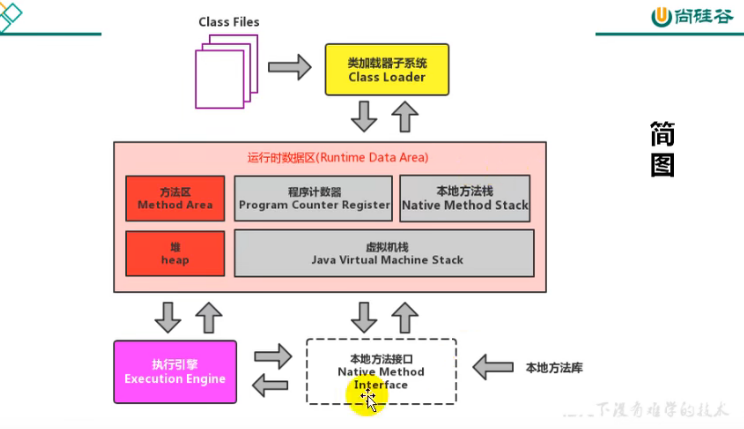 Class Files
尚硅谷
类加载器子系统
Class Loader
简
图
运行时数据区(Runtime Data Area)
方法区
Method Area
程序计数器
Program Counter Register
本地方法栈
Native Method Stack
堆
heap
虚拟机栈
Java Virtual Machine Stack
执行引擎
Execution Engine
本地方法接口
Native Method
Interface
本地方法库
下没有难学的技术